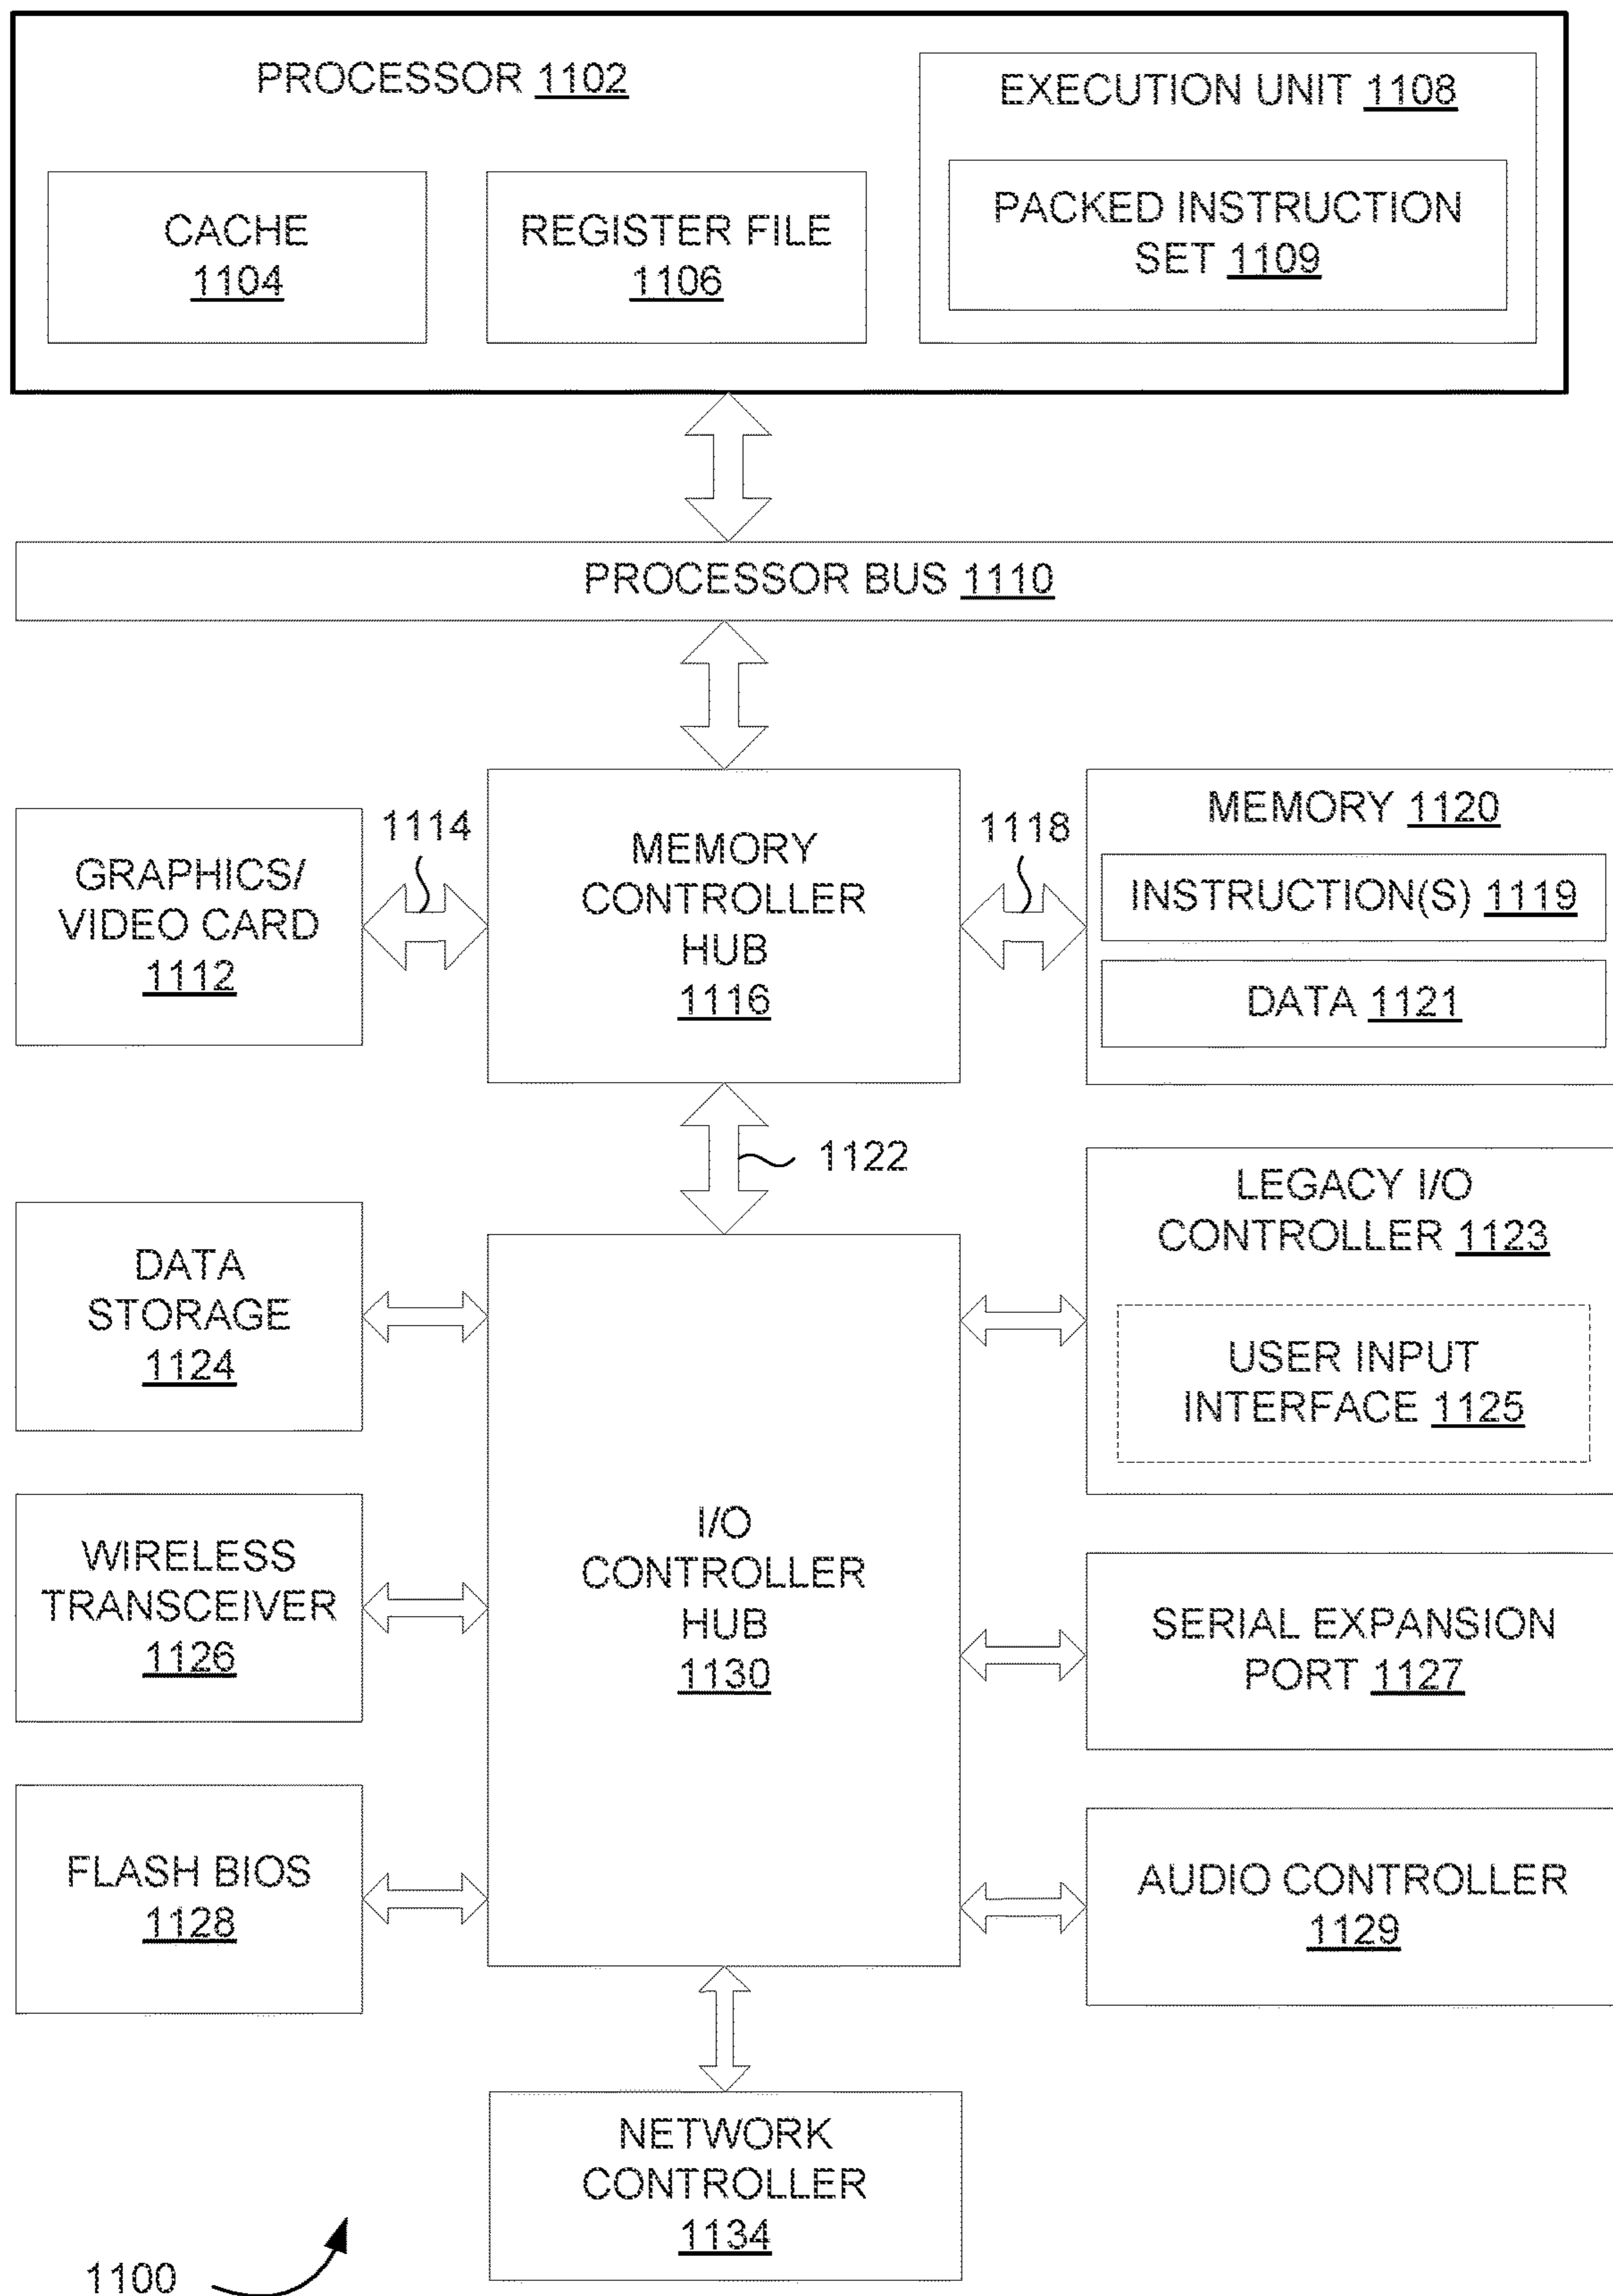 PROCESSOR 1102
EXECUTION UNIT 1108
CACHE
1104
REGISTER FILE
1106
PACKED INSTRUCTION
SET 1109
PROCESSOR BUS 1110
GRAPHICS/
VIDEO CARD
1112
1114
MEMORY
CONTROLLER
HUB
1116
1118
MEMORY 1120
INSTRUCTION(S) 1119
DATA 1121
1122
DATA
STORAGE
1124
LEGACY I/O
CONTROLLER 1123
USER INPUT
INTERFACE 1125
WIRELESS
TRANSCEIVER
1126
I/O
CONTROLLER
HUB
1130
SERIAL EXPANSION
PORT 1127
FLASH BIOS
1128
AUDIO CONTROLLER
1129
NETWORK
CONTROLLER
1134
1100